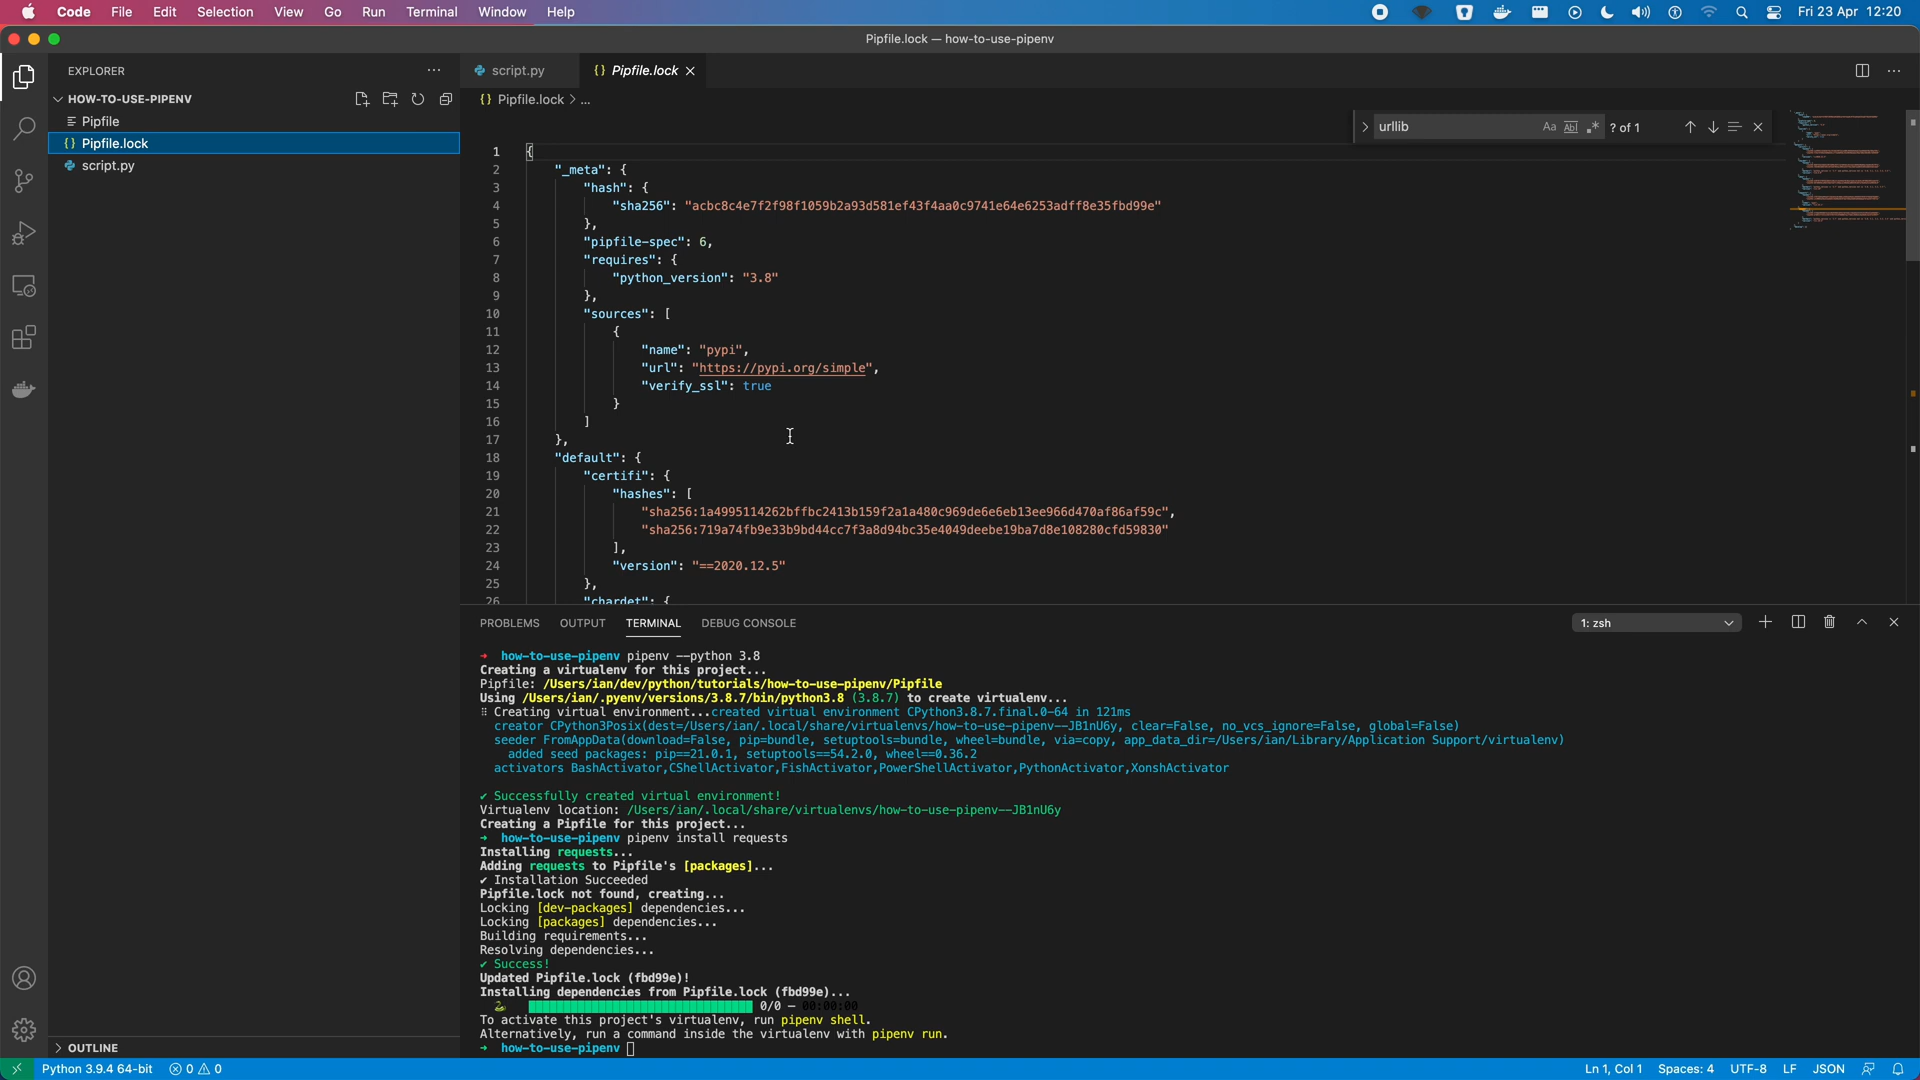 Code File Edit Selection View Go Run Terminal Window Help Fri 23 Apr 12:20
Pipfile.lock — how-to-use-pipenv
EXPLORER
HOW-TO-USE-PIPENV
Pipfile
{} Pipfile.lock
script.py
OUTLINE
script.py {} Pipfile.lock
{} Pipfile.lock > ...
urllib Aa Abl .* ? of 1
1 {
2 "_meta": {
3 "hash": {
4 "sha256": "acbc8c4e7f2f98f1059b2a93d581ef43f4aa0c9741e64e6253adff8e35fbd99e"
5 },
6 "pipfile-spec": 6,
7 "requires": {
8 "python_version": "3.8"
9 },
10 "sources": [
11 {
12 "name": "pypi",
13 "url": "https://pypi.org/simple",
14 "verify_ssl": true
15 }
16 ]
17 },
18 "default": {
19 "certifi": {
20 "hashes": [
21 "sha256:1a4995114262bffbc2413b159f2a1a480c969de6e6eb13ee966d470af86af59c",
22 "sha256:719a74fb9e33b9bd44cc7f3a8d94bc35e4049deebe19ba7d8e108280cfd59830"
23 ],
24 "version": "==2020.12.5"
25 },
26 "chardet": {
PROBLEMS OUTPUT TERMINAL DEBUG CONSOLE 1: zsh
→ how-to-use-pipenv pipenv --python 3.8
Creating a virtualenv for this project...
Pipfile: /Users/ian/dev/python/tutorials/how-to-use-pipenv/Pipfile
Using /Users/ian/.pyenv/versions/3.8.7/bin/python3.8 (3.8.7) to create virtualenv...
⠿ Creating virtual environment...created virtual environment CPython3.8.7.final.0-64 in 121ms
creator CPython3Posix(dest=/Users/ian/.local/share/virtualenvs/how-to-use-pipenv--JB1nU6y, clear=False, no_vcs_ignore=False, global=False)
seeder FromAppData(download=False, pip=bundle, setuptools=bundle, wheel=bundle, via=copy, app_data_dir=/Users/ian/Library/Application Support/virtualenv)
added seed packages: pip==21.0.1, setuptools==54.2.0, wheel==0.36.2
activators BashActivator,CShellActivator,FishActivator,PowerShellActivator,PythonActivator,XonshActivator
✔ Successfully created virtual environment!
Virtualenv location: /Users/ian/.local/share/virtualenvs/how-to-use-pipenv--JB1nU6y
Creating a Pipfile for this project...
→ how-to-use-pipenv pipenv install requests
Installing requests...
Adding requests to Pipfile's [packages]...
✔ Installation Succeeded
Pipfile.lock not found, creating...
Locking [dev-packages] dependencies...
Locking [packages] dependencies...
Building requirements...
Resolving dependencies...
✔ Success!
Updated Pipfile.lock (fbd99e)!
Installing dependencies from Pipfile.lock (fbd99e)...
0/0 — 00:00:00
To activate this project's virtualenv, run pipenv shell.
Alternatively, run a command inside the virtualenv with pipenv run.
→ how-to-use-pipenv
Python 3.9.4 64-bit 0 0 Ln 1, Col 1 Spaces: 4 UTF-8 LF JSON